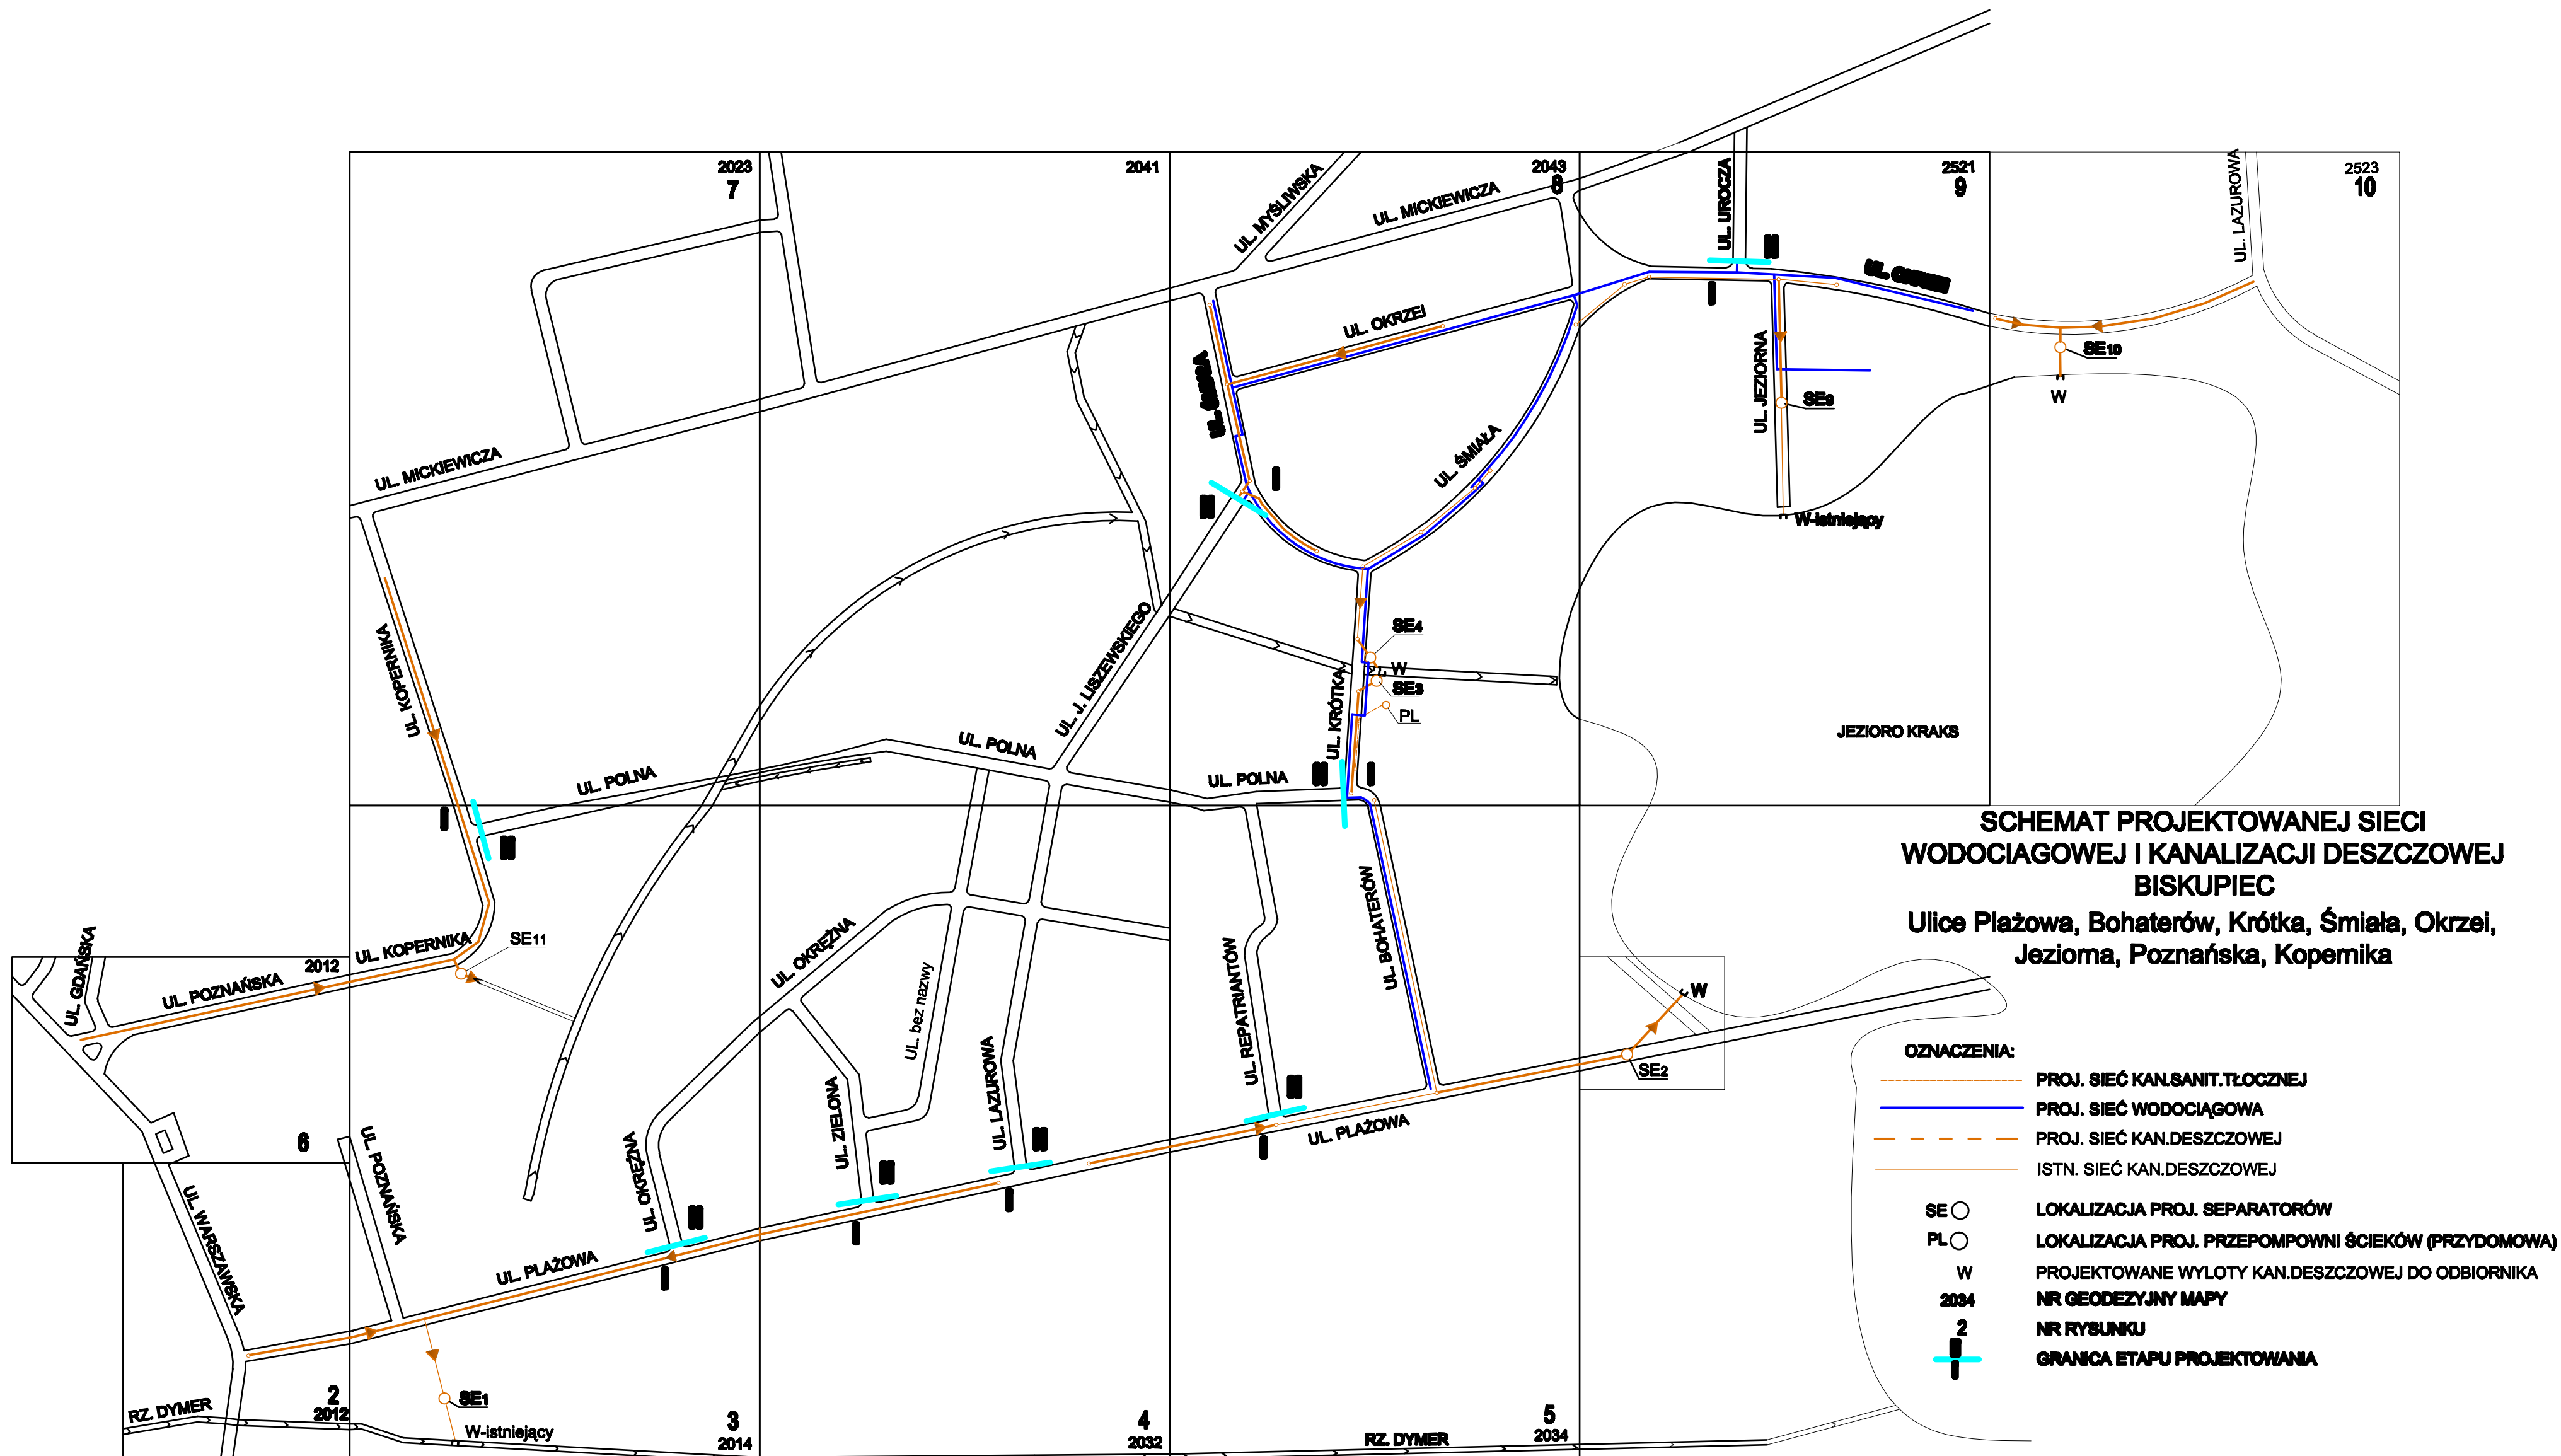 2023
7
2041
2043
8
2521
9
2523
10
UL. MYŚLIWSKA
UL. MICKIEWICZA
UL. UROCZA
UL. LAZUROWA
UL. OKRZEI
UL. JEZIORNA
SE10
W
SE9
UL. ŚMIAŁA
UL. MICKIEWICZA
W-istniejący
UL. KOPERNIKA
UL. J. LISZEWSKIEGO
SE4
W
SE3
PL
UL. KRÓTKA
JEZIORO KRAKS
UL. POLNA
UL. POLNA
UL. POLNA
SCHEMAT PROJEKTOWANEJ SIECI
WODOCIAGOWEJ I KANALIZACJI DESZCZOWEJ
BISKUPIEC
Ulice Plażowa, Bohaterów, Krótka, Śmiała, Okrzei,
Jeziorna, Poznańska, Kopernika
UL. GDAŃSKA
UL. KOPERNIKA
SE11
2012
UL. POZNAŃSKA
UL. OKRĘŻNA
UL. bez nazwy
UL. REPATRIANTÓW
UL. BOHATERÓW
W
SE2
UL. LAZUROWA
UL. ZIELONA
UL. PLAŻOWA
6
UL. POZNAŃSKA
UL. OKRĘŻNA
UL. WARSZAWSKA
UL. PLAŻOWA
OZNACZENIA:
PROJ. SIEĆ KAN.SANIT.TŁOCZNEJ
PROJ. SIEĆ WODOCIĄGOWA
PROJ. SIEĆ KAN.DESZCZOWEJ
ISTN. SIEĆ KAN.DESZCZOWEJ
SE LOKALIZACJA PROJ. SEPARATORÓW
PL LOKALIZACJA PROJ. PRZEPOMPOWNI ŚCIEKÓW (PRZYDOMOWA)
W PROJEKTOWANE WYLOTY KAN.DESZCZOWEJ DO ODBIORNIKA
2034 NR GEODEZYJNY MAPY
2 NR RYSUNKU
GRANICA ETAPU PROJEKTOWANIA
SE1
W-istniejący
RZ. DYMER
2
2012
3
2014
4
2032
5
2034
RZ. DYMER